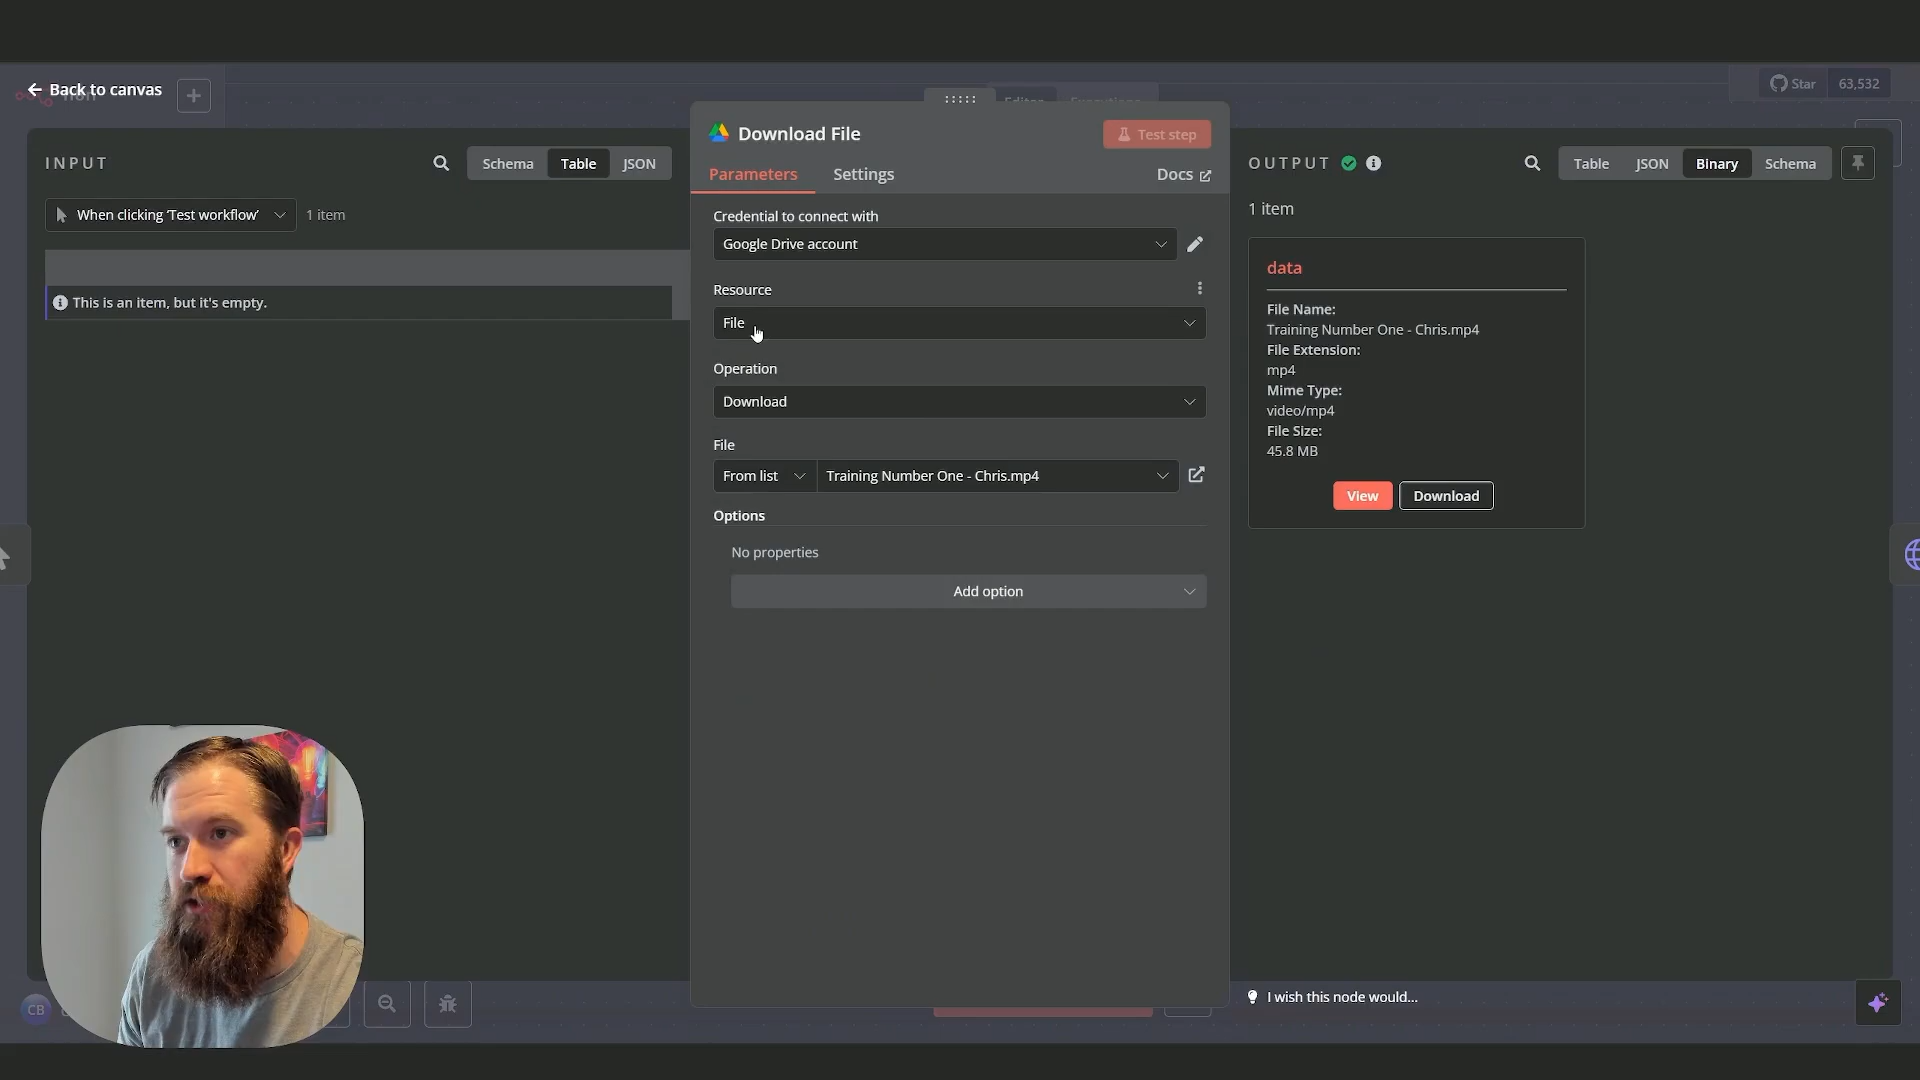 Back to canvas
Star 63,532
INPUT
Schema Table JSON
When clicking ‘Test workflow’ 1 item
This is an item, but it's empty.
Download File
Test step
Parameters Settings Docs
Credential to connect with
Google Drive account
Resource
File
Operation
Download
File
From list Training Number One - Chris.mp4
Options
No properties
Add option
OUTPUT
Table JSON Binary Schema
1 item
data
File Name:
Training Number One - Chris.mp4
File Extension:
mp4
Mime Type:
video/mp4
File Size:
45.8 MB
View Download
CB
I wish this node would...